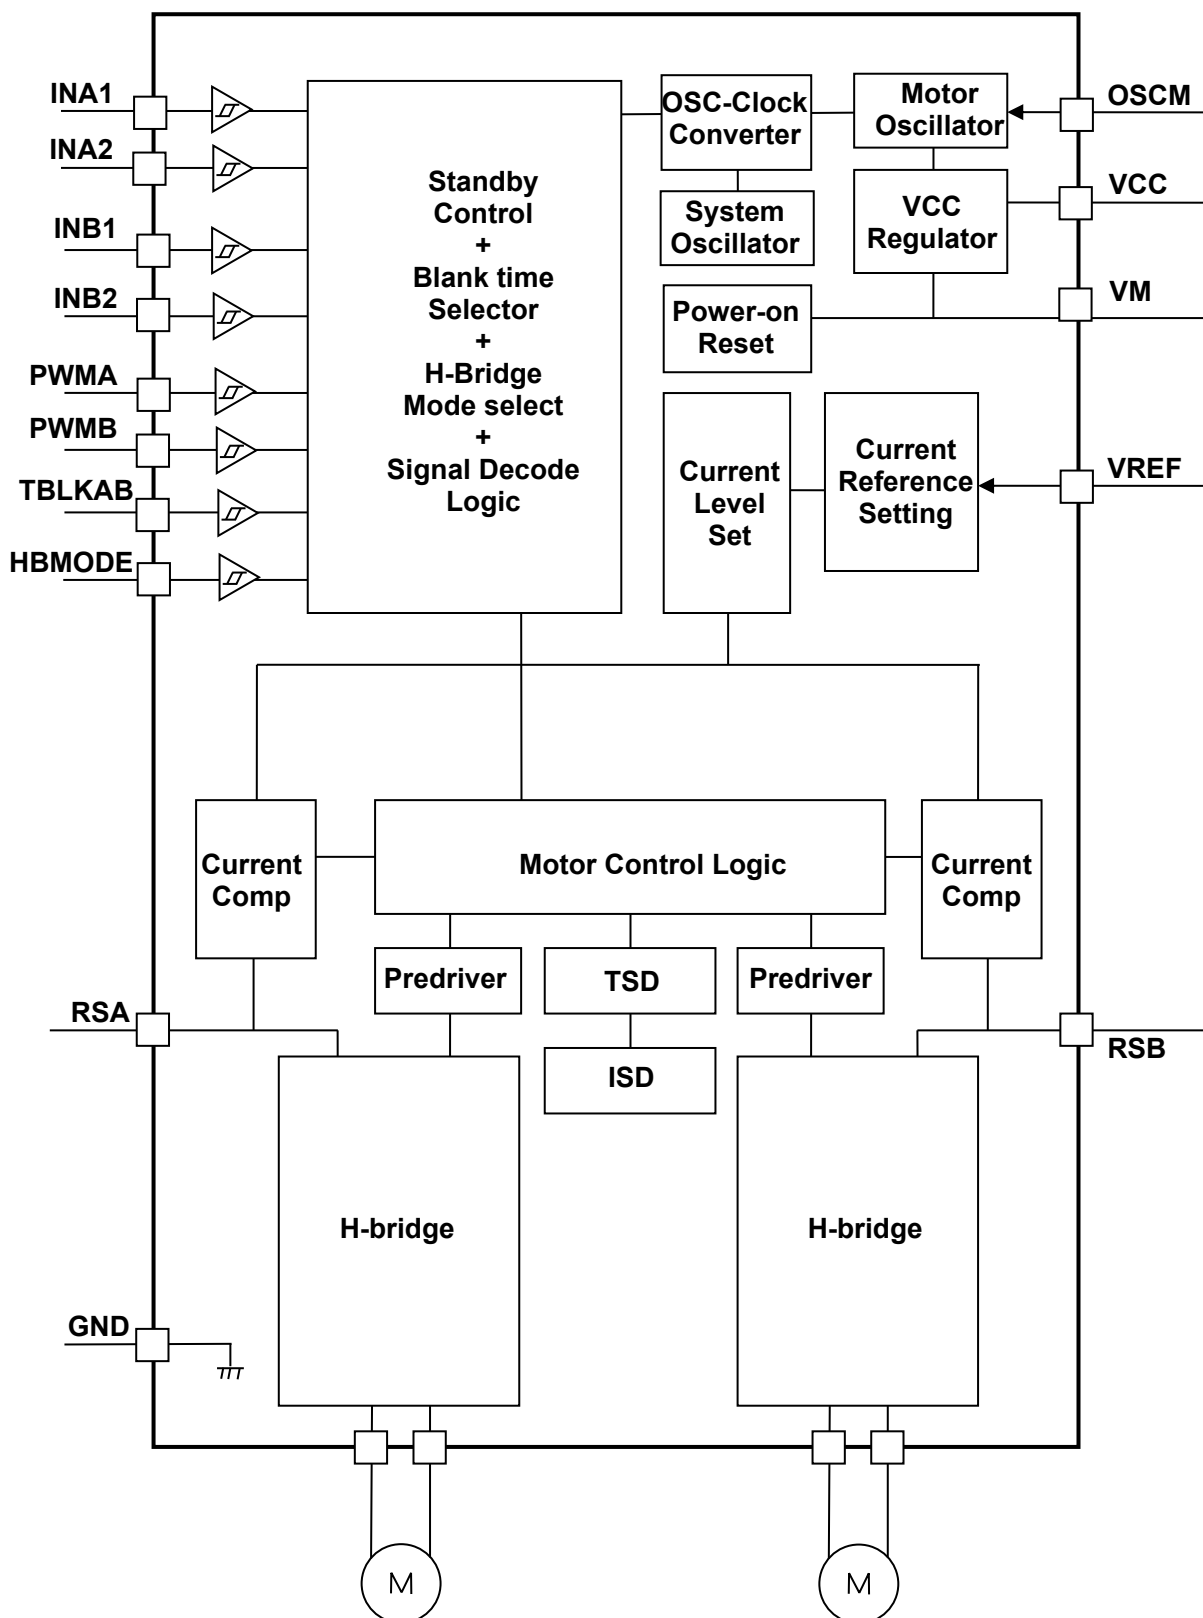 INA1
INA2
INB1
INB2
PWMA
PWMB
TBLKAB
HBMODE
Standby
Control
+
Blank time
Selector
+
H-Bridge
Mode select
+
Signal Decode
Logic
OSC-Clock
Converter
Motor
Oscillator
OSCM
System
Oscillator
VCC
Regulator
VCC
Power-on
Reset
VM
Current
Level
Set
Current
Reference
Setting
VREF
Current
Comp
Motor Control Logic
Current
Comp
Predriver
TSD
Predriver
RSA
ISD
RSB
H-bridge
H-bridge
GND
M
M